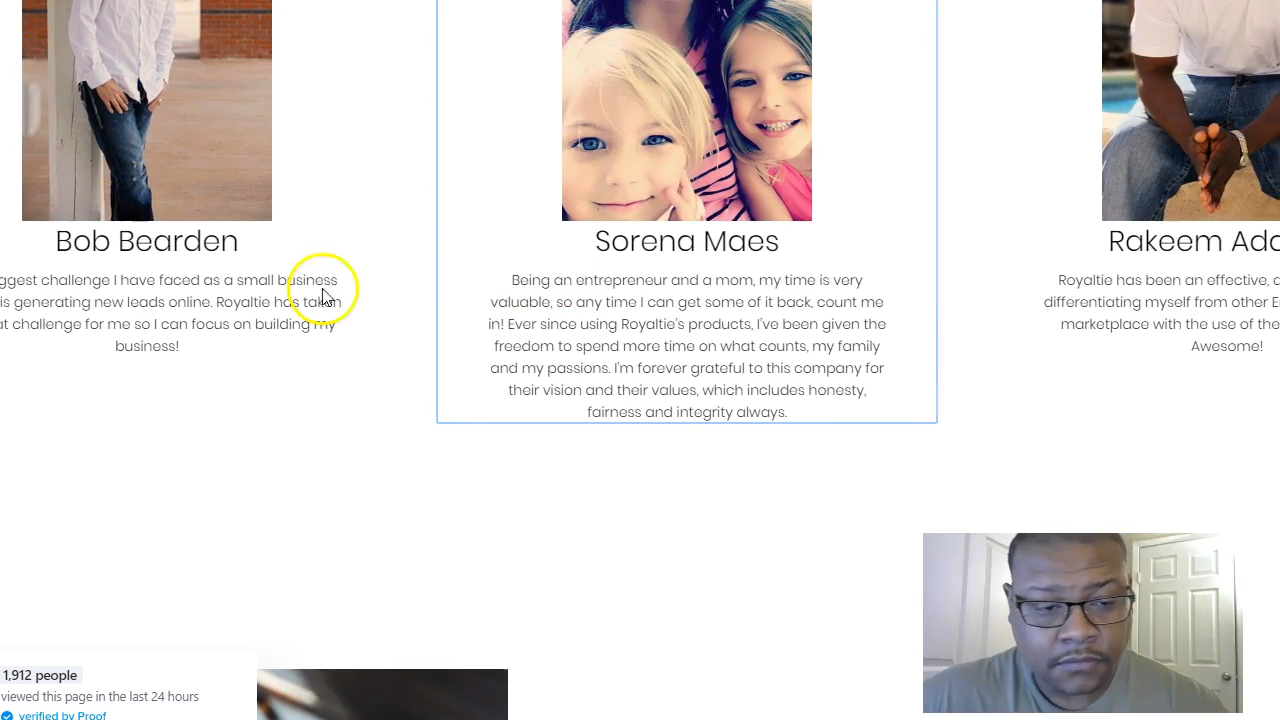 Bob Bearden
ggest challenge I have faced as a small business
is generating new leads online. Royaltie has taken
at challenge for me so I can focus on building my
business!
Sorena Maes
Being an entrepreneur and a mom, my time is very
valuable, so any time I can get some of it back, count me
in! Ever since using Royaltie's products, I've been given the
freedom to spend more time on what counts, my family
and my passions. I'm forever grateful to this company for
their vision and their values, which includes honesty,
fairness and integrity always.
Rakeem Ada
Royaltie has been an effective, c
differentiating myself from other E
marketplace with the use of the
Awesome!
1,912 people
viewed this page in the last 24 hours
verified by Proof